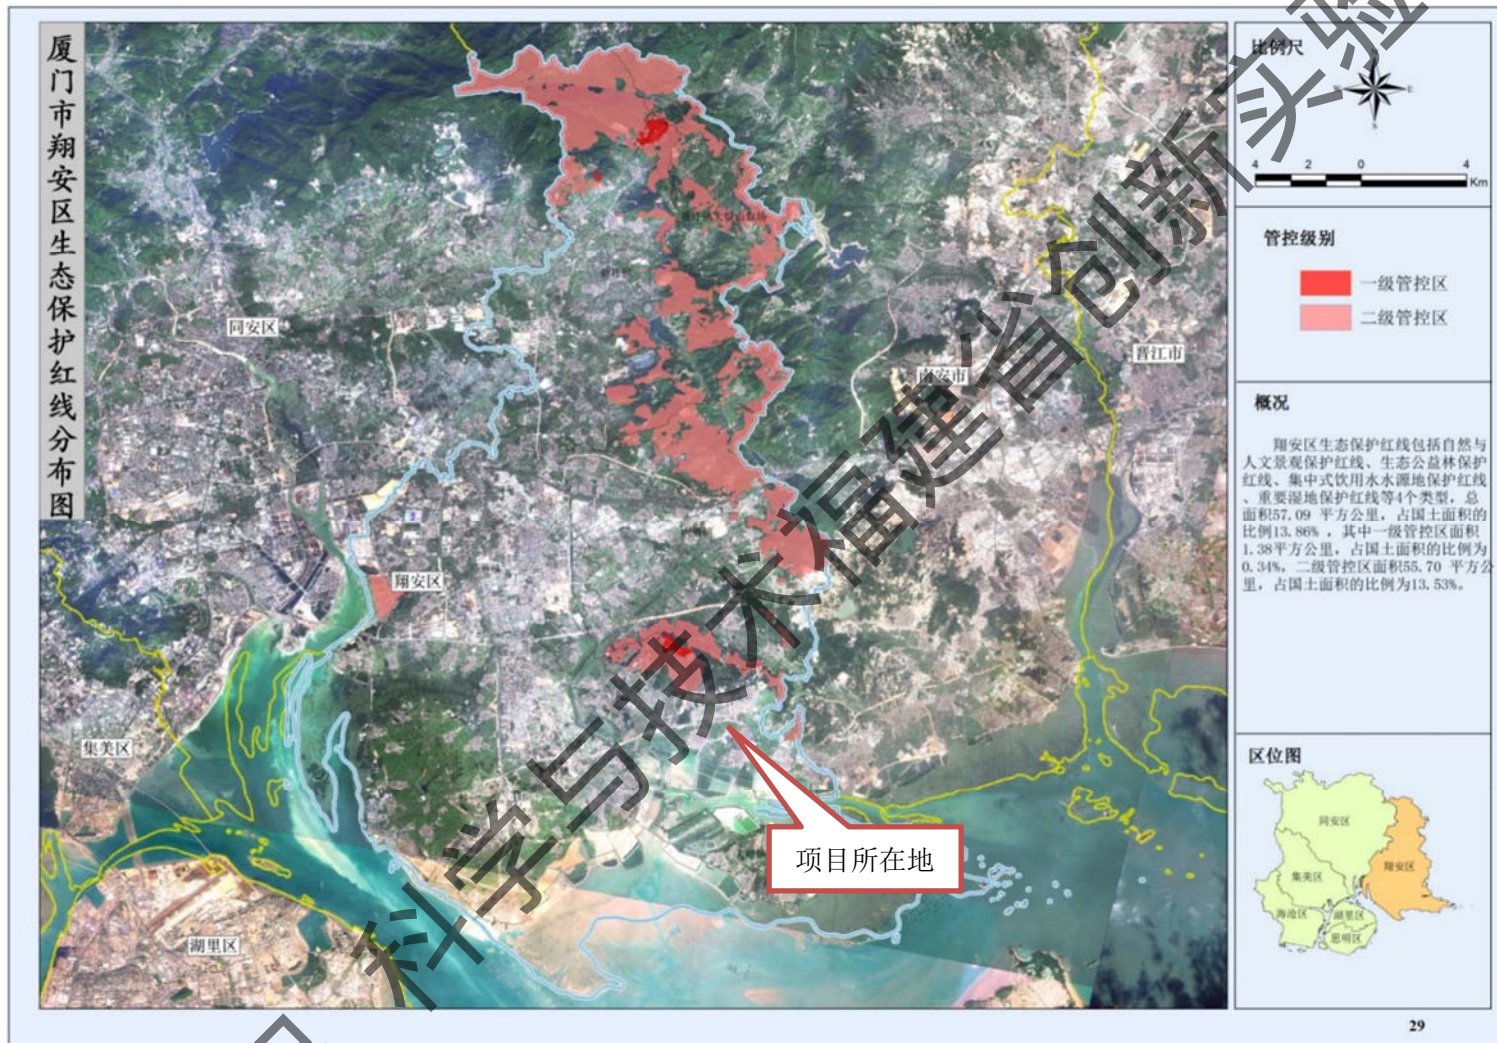 厦门市翔安区生态保护红线分布图
比例尺
N
W
E
S
4 2 0 4
Km
管控级别
一级管控区
二级管控区
概况
翔安区生态保护红线包括自然与
人文景观保护红线、生态公益林保护
红线、集中式饮用水水源地保护红线
、重要湿地保护红线等4个类型，总
面积57.09 平方公里，占国土面积的
比例13.86% ，其中一级管控区面积
1.38平方公里，占国土面积的比例为
0.34%，二级管控区面积55.70 平方公
里，占国土面积的比例为13.53%。
区位图
同安区
翔安区
集美区
海沧区
湖里区
思明区
同安区
晋江市
南安市
翔安区
集美区
湖里区
项目所在地
科学与技术福建省创新实验
29